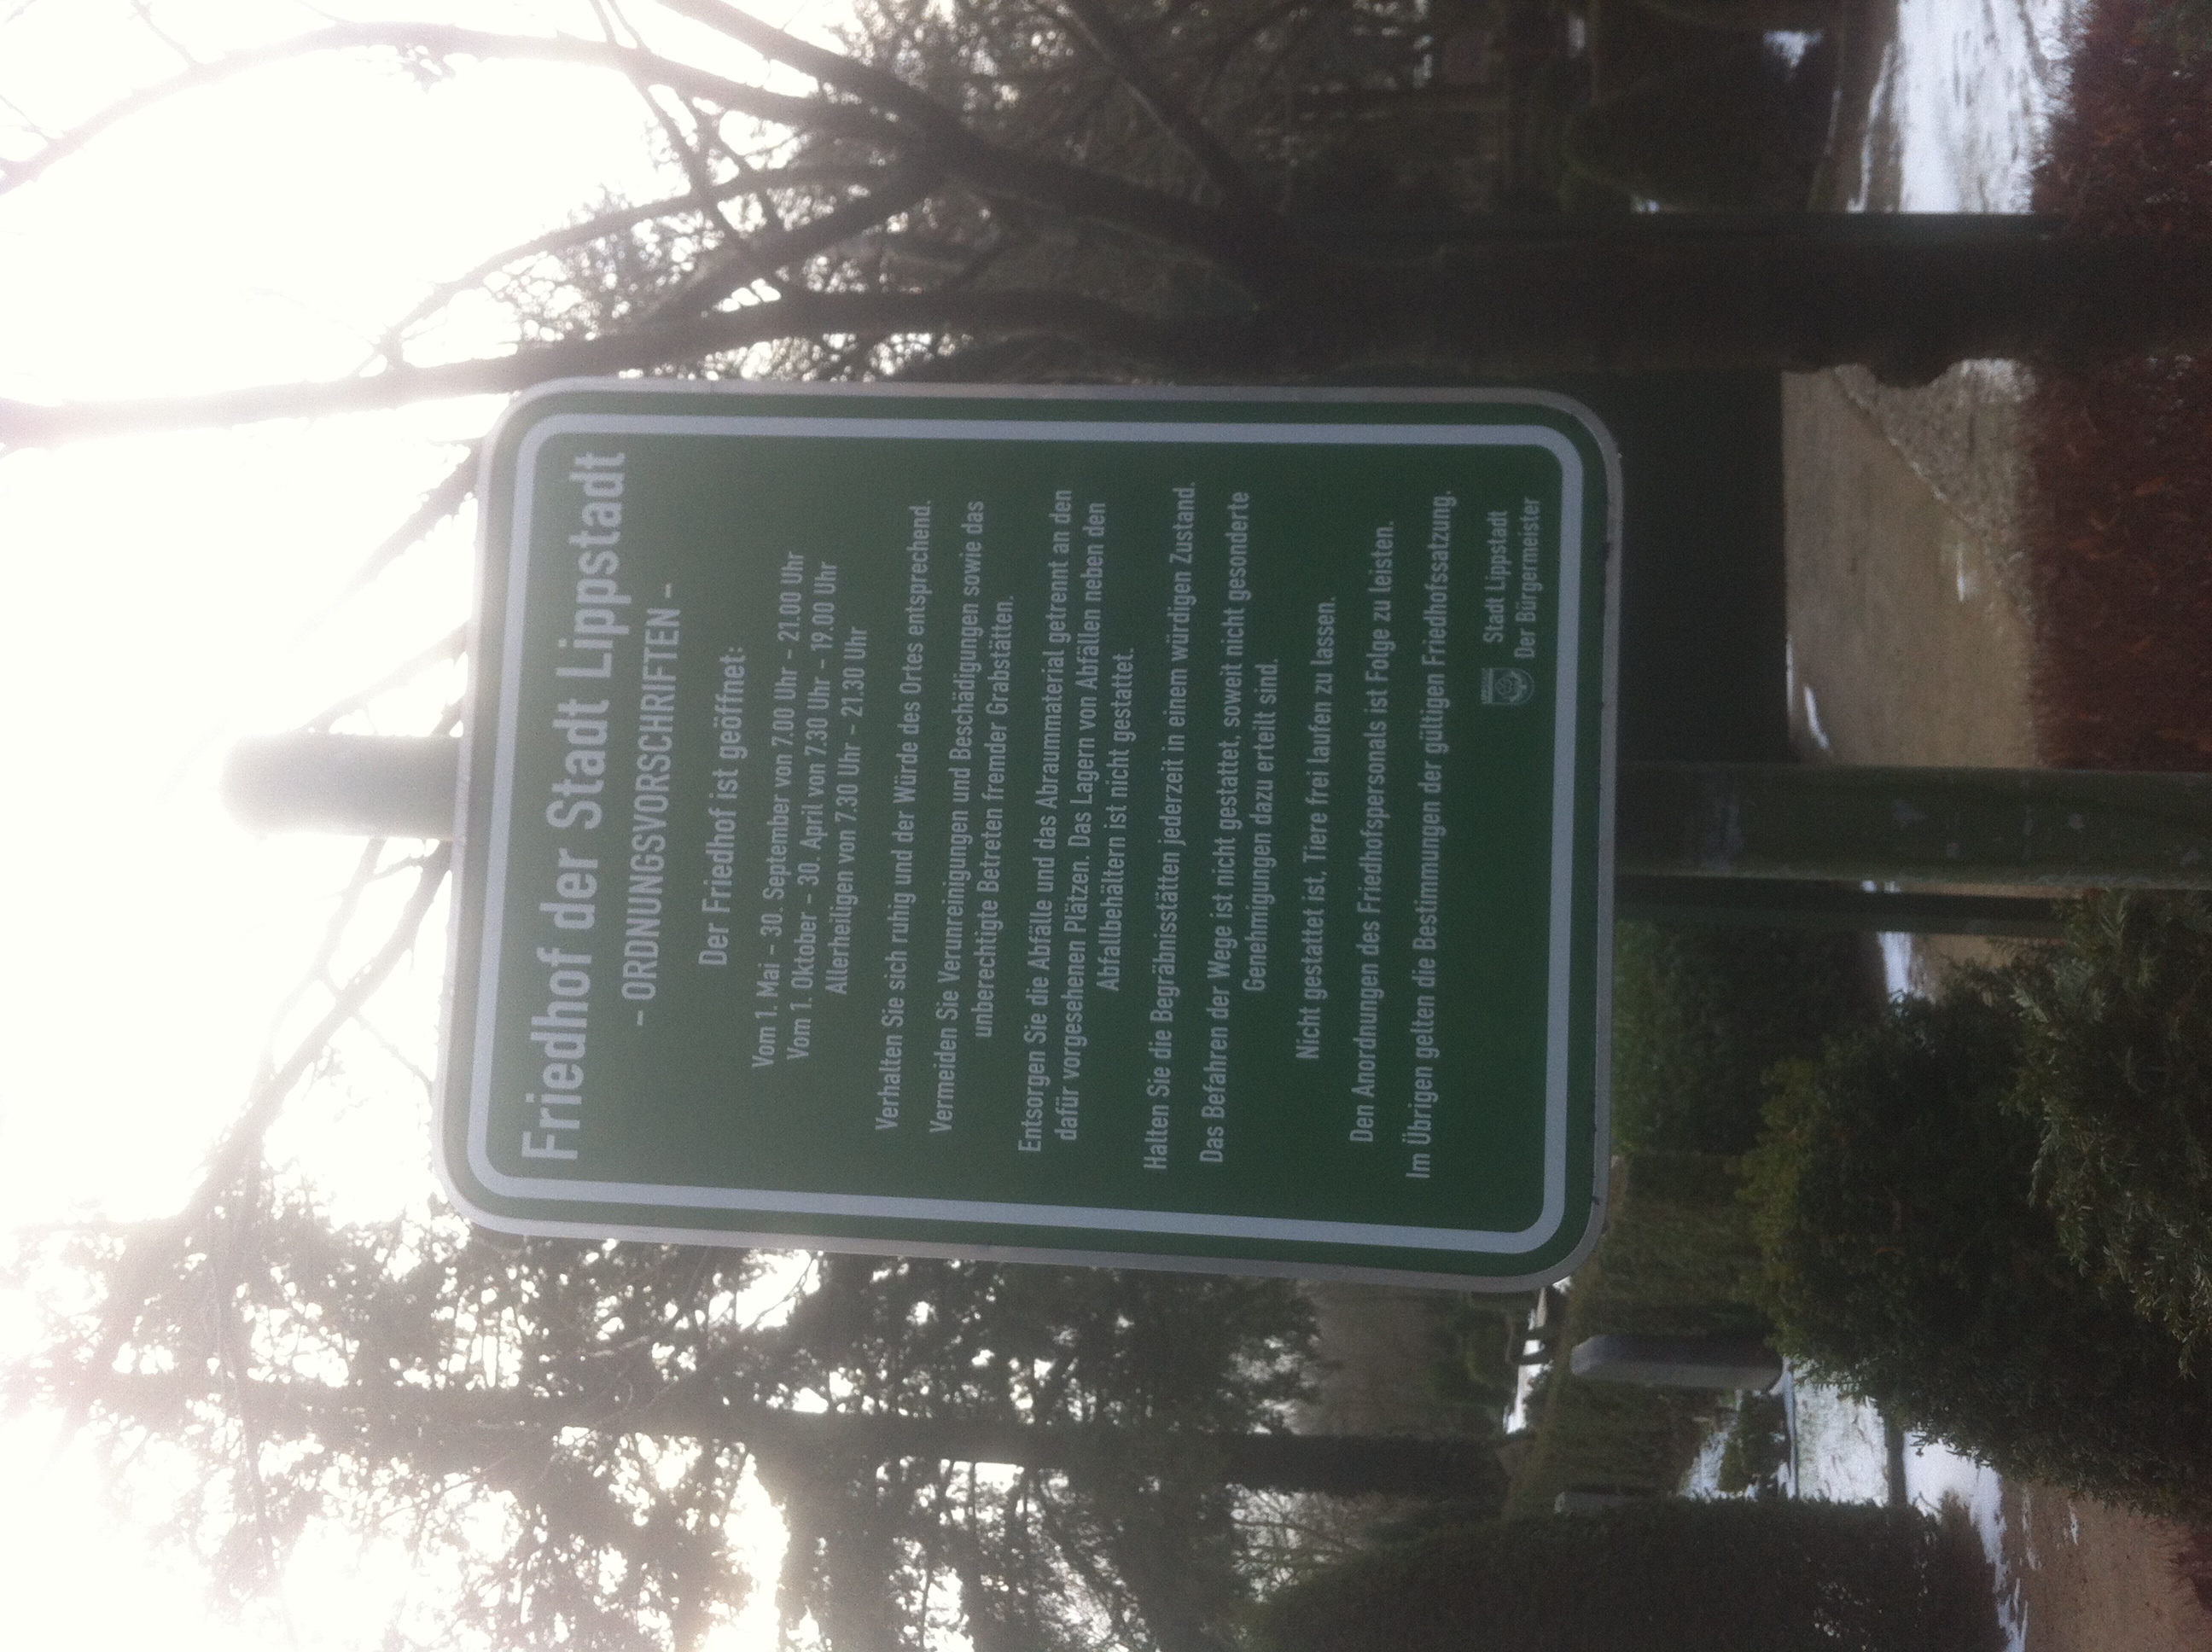 Friedhof der Stadt Lippstadt
- ORDNUNGSVORSCHRIFTEN -
Der Friedhof ist geöffnet:
Vom 1. Mai - 30. September von 7.00 Uhr - 21.00 Uhr
Vom 1. Oktober - 30. April von 7.30 Uhr - 19.00 Uhr
Allerheiligen von 7.30 Uhr - 21.30 Uhr
Verhalten Sie sich ruhig und der Würde des Ortes entsprechend.
Vermeiden Sie Verunreinigungen und Beschädigungen sowie das
unberechtigte Betreten fremder Grabstätten.
Entsorgen Sie die Abfälle und das Abraummaterial getrennt an den
dafür vorgesehenen Plätzen. Das Lagern von Abfällen neben den
Abfallbehältern ist nicht gestattet.
Halten Sie die Begräbnisstätten jederzeit in einem würdigen Zustand.
Das Befahren der Wege ist nicht gestattet, soweit nicht gesonderte
Genehmigungen dazu erteilt sind.
Nicht gestattet ist, Tiere frei laufen zu lassen.
Den Anordnungen des Friedhofspersonals ist Folge zu leisten.
Im Übrigen gelten die Bestimmungen der gültigen Friedhofssatzung.
LIPPSTADT
Stadt Lippstadt
Der Bürgermeister